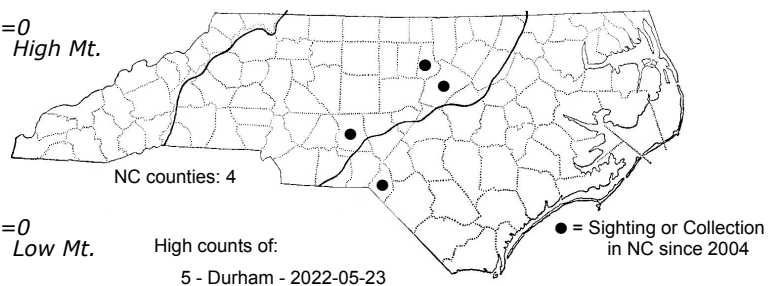 =0
High Mt.
NC counties: 4
=0
Low Mt.
High counts of:
5 - Durham - 2022-05-23
● = Sighting or Collection
in NC since 2004